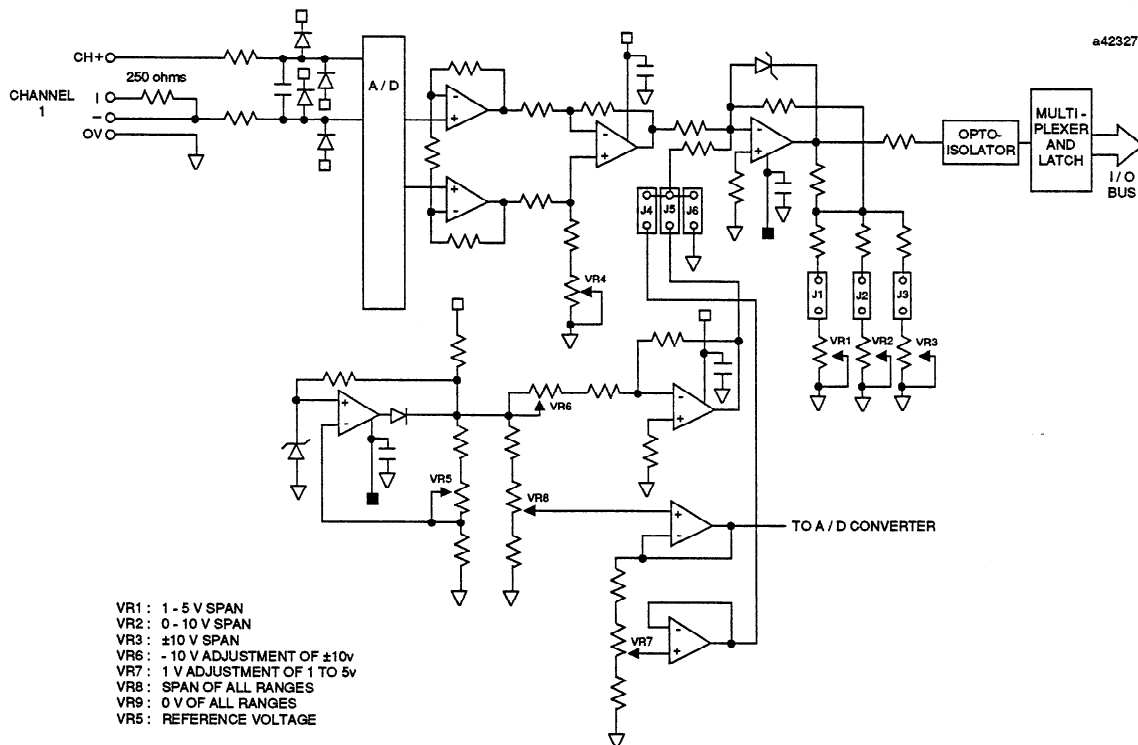 a42327
CH+
250 ohms
CHANNEL
1
I
−
OV
A / D
OPTO-
ISOLATOR
MULTI-
PLEXER
AND
LATCH
I / O
BUS
J4
J5
J6
J1
J2
J3
VR4
VR1
VR2
VR3
VR6
VR5
VR8
TO A / D CONVERTER
VR7
VR1 : 1 - 5 V SPAN
VR2 : 0 - 10 V SPAN
VR3 : ±10 V SPAN
VR6 : - 10 V ADJUSTMENT OF ±10v
VR7 : 1 V ADJUSTMENT OF 1 TO 5v
VR8 : SPAN OF ALL RANGES
VR9 : 0 V OF ALL RANGES
VR5 : REFERENCE VOLTAGE